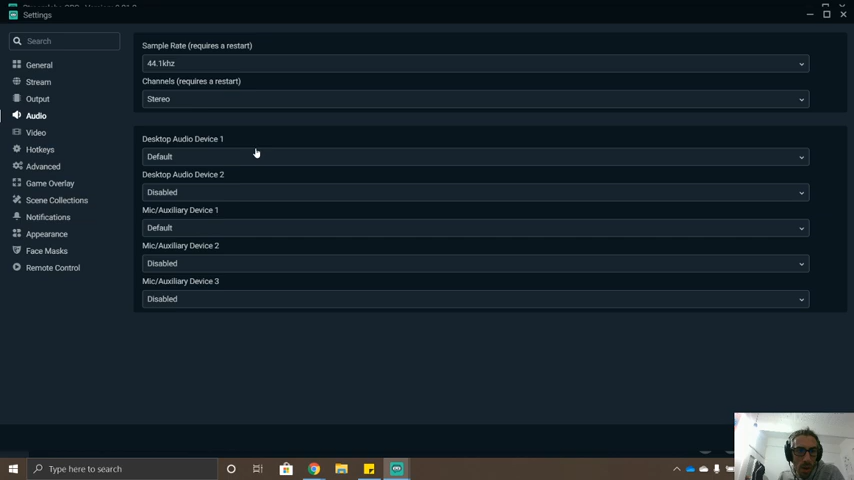 Settings
Search
General
Stream
Output
Audio
Video
Hotkeys
Advanced
Game Overlay
Scene Collections
Notifications
Appearance
Face Masks
Remote Control
Sample Rate (requires a restart)
44.1khz
Channels (requires a restart)
Stereo
Desktop Audio Device 1
Default
Desktop Audio Device 2
Disabled
Mic/Auxiliary Device 1
Default
Mic/Auxiliary Device 2
Disabled
Mic/Auxiliary Device 3
Disabled
Type here to search